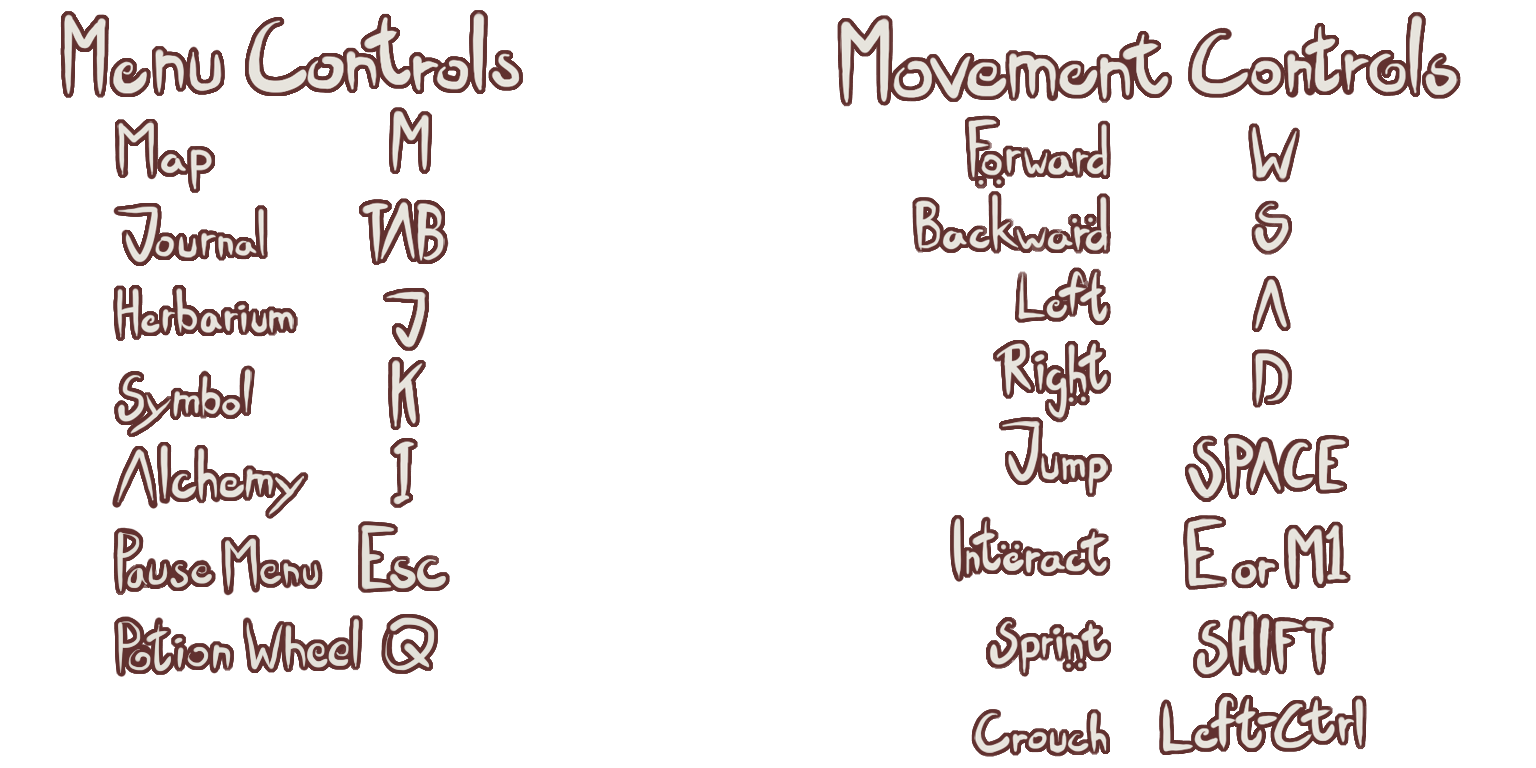 Menu Controls
Map M
Journal TAB
Herbarium J
Symbol K
Alchemy I
Pause Menu Esc
Potion Wheel Q
Movement Controls
Forward W
Backward S
Left A
Right D
Jump SPACE
Interact E or M1
Sprint SHIFT
Crouch Left-Ctrl